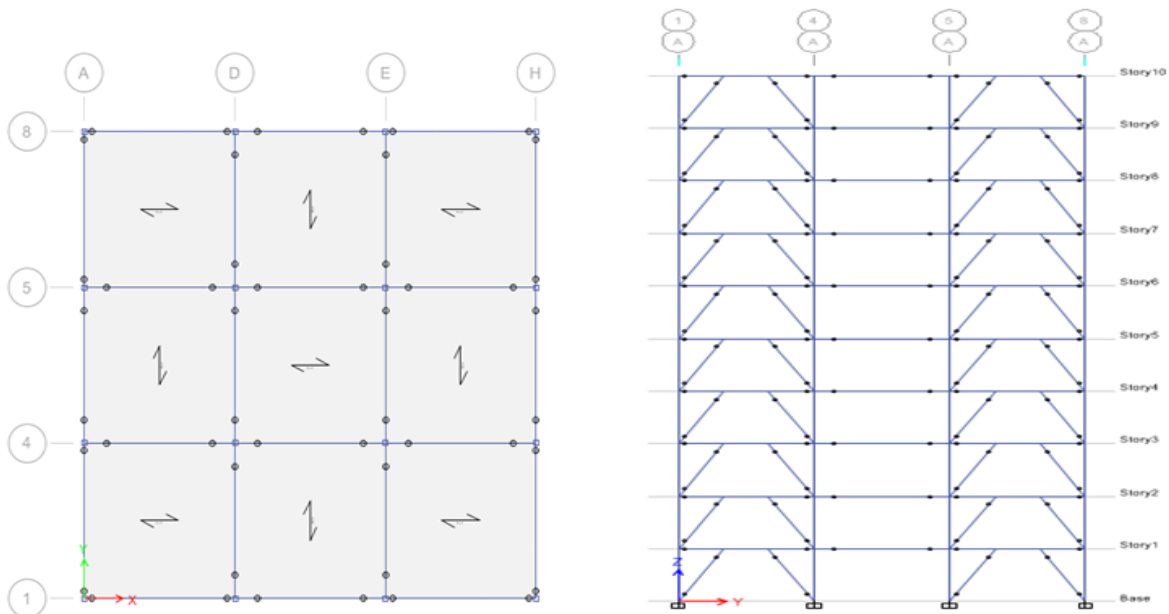 A D E H
8
5
4
1
Y
X
1 4 5 8
A A A A
Story10
Story9
Story8
Story7
Story6
Story5
Story4
Story3
Story2
Story1
Z
Y
Base